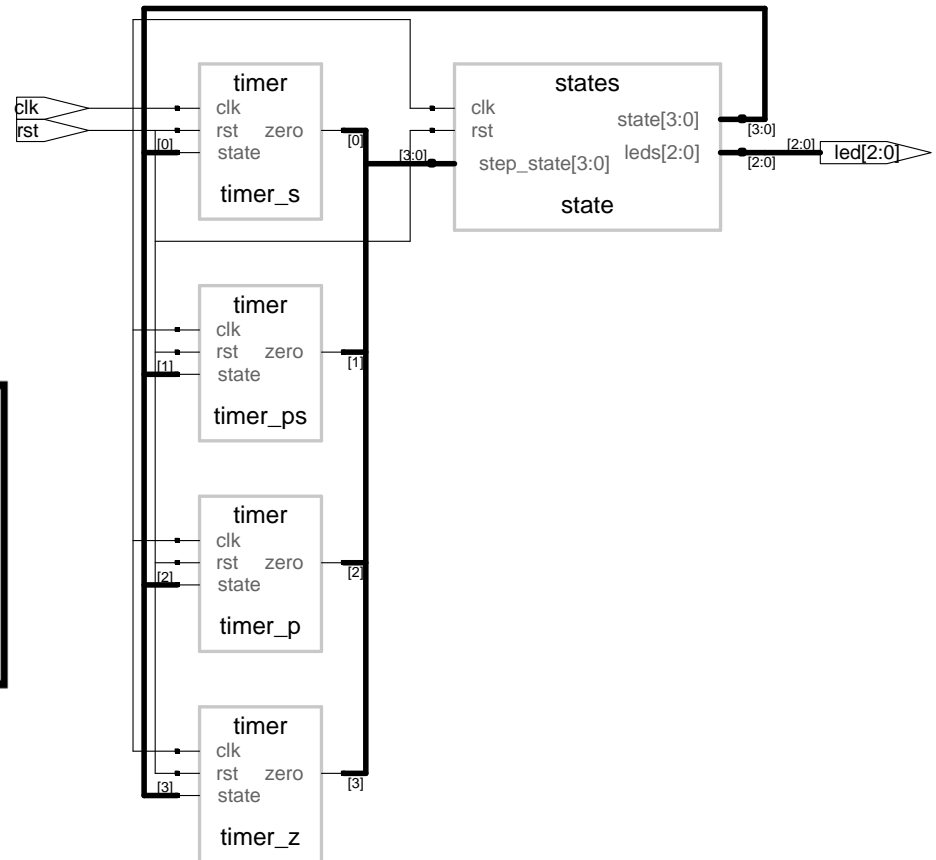 clk
rst
timer
clk
rst zero
state
timer_s
[0]
[0]
states
clk
rst
step_state[3:0]
state[3:0]
leds[2:0]
state
[3:0]
[3:0]
[2:0]
[2:0]
led[2:0]
timer
clk
rst zero
state
timer_ps
[1]
[1]
timer
clk
rst zero
state
timer_p
[2]
[2]
timer
clk
rst zero
state
timer_z
[3]
[3]